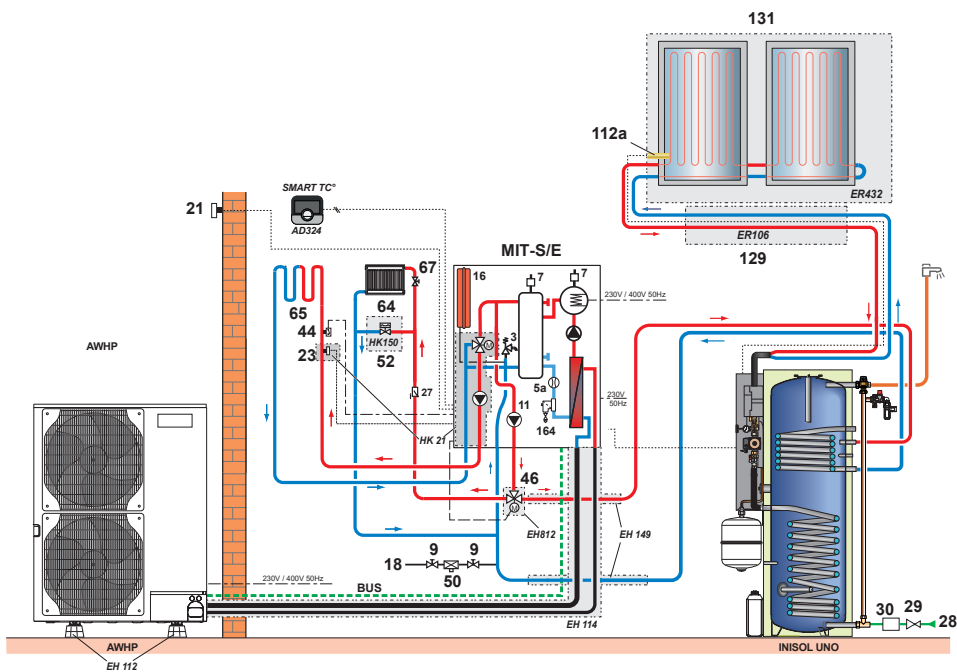 131
112a
ER432
ER106
129
SMART TC°
AD324
21
MIT-S/E
16
7
7
230V / 400V 50Hz
67
64
65
3
44
HK150
23
52
5a
27
11
230V
50Hz
164
HK 21
M
AWHP
46
M
EH812
EH 149
9
9
18
50
230V / 400V 50Hz
BUS
EH 114
30
29
28
AWHP
INISOL UNO
EH 112